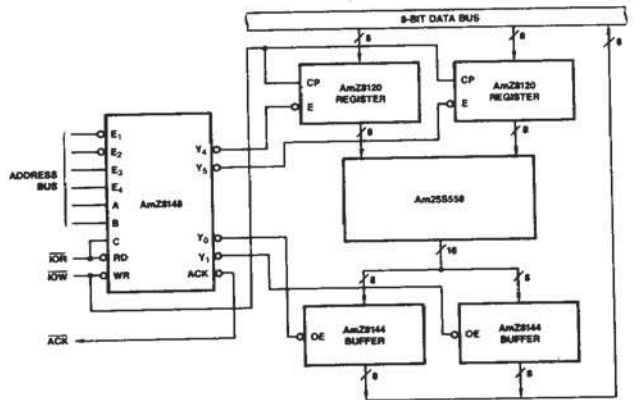 8-BIT DATA BUS
8
8
8
CP
E
AmZ8120
REGISTER
CP
E
AmZ8120
REGISTER
8
8
ADDRESS
BUS
E1
E2
E3
E4
A
B
C
RD
WR
AmZ8148
Y4
Y5
Y0
Y1
ACK
IOR
IOW
ACK
Am25S558
16
8
8
OE
AmZ8144
BUFFER
OE
AmZ8144
BUFFER
8
8